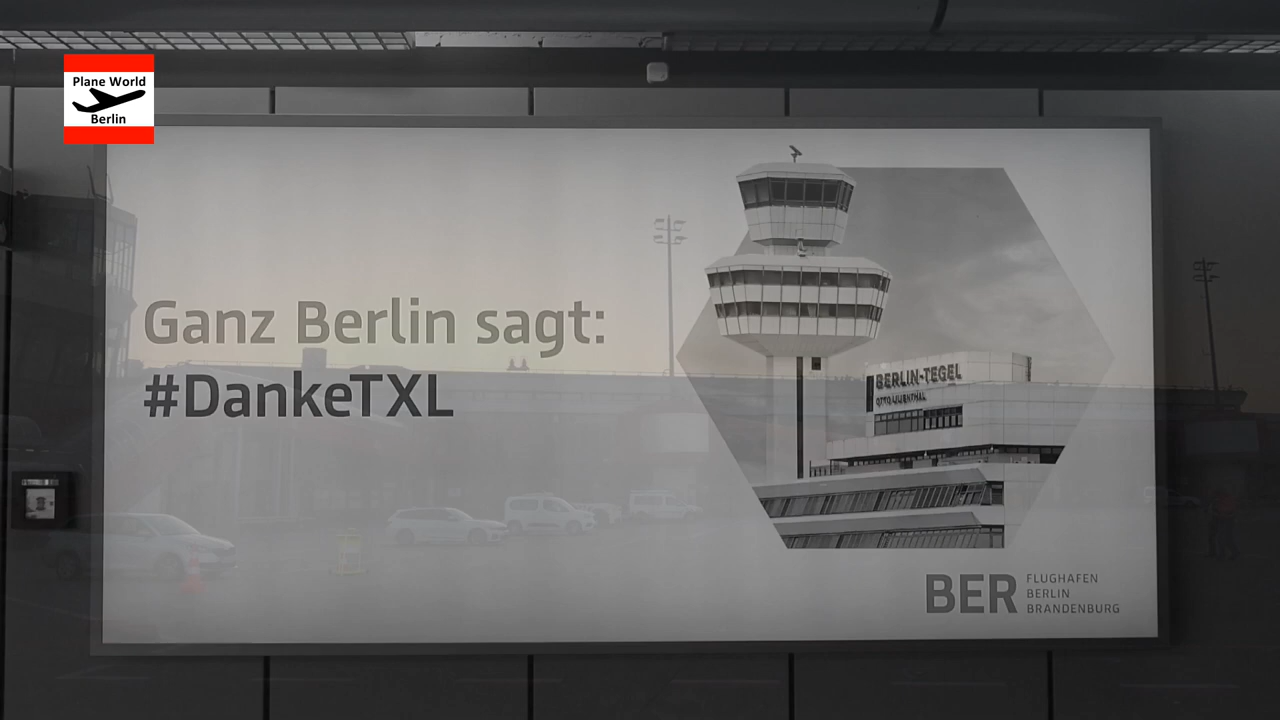 Plane World
Berlin
Ganz Berlin sagt:
#DankeTXL
BERLIN-TEGEL
OTTO LILIENTHAL
BER
FLUGHAFEN
BERLIN
BRANDENBURG